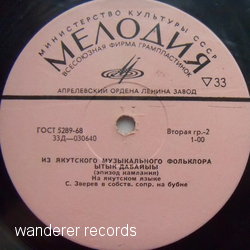 МИНИСТЕРСТВО КУЛЬТУРЫ СССР
МЕЛОДИЯ
ВСЕСОЮЗНАЯ ФИРМА ГРАМПЛАСТИНОК
▽33
АПРЕЛЕВСКИЙ ОРДЕНА ЛЕНИНА ЗАВОД
ГОСТ 5289-68
33Д—030640
Вторая гр.-2
1-00
ИЗ ЯКУТСКОГО МУЗЫКАЛЬНОГО ФОЛЬКЛОРА
ЫТЫК ДАБАЙЫЫ
(эпизод камлания)
На якутском языке
С. Зверев в собств. сопр. на бубне
wanderer records